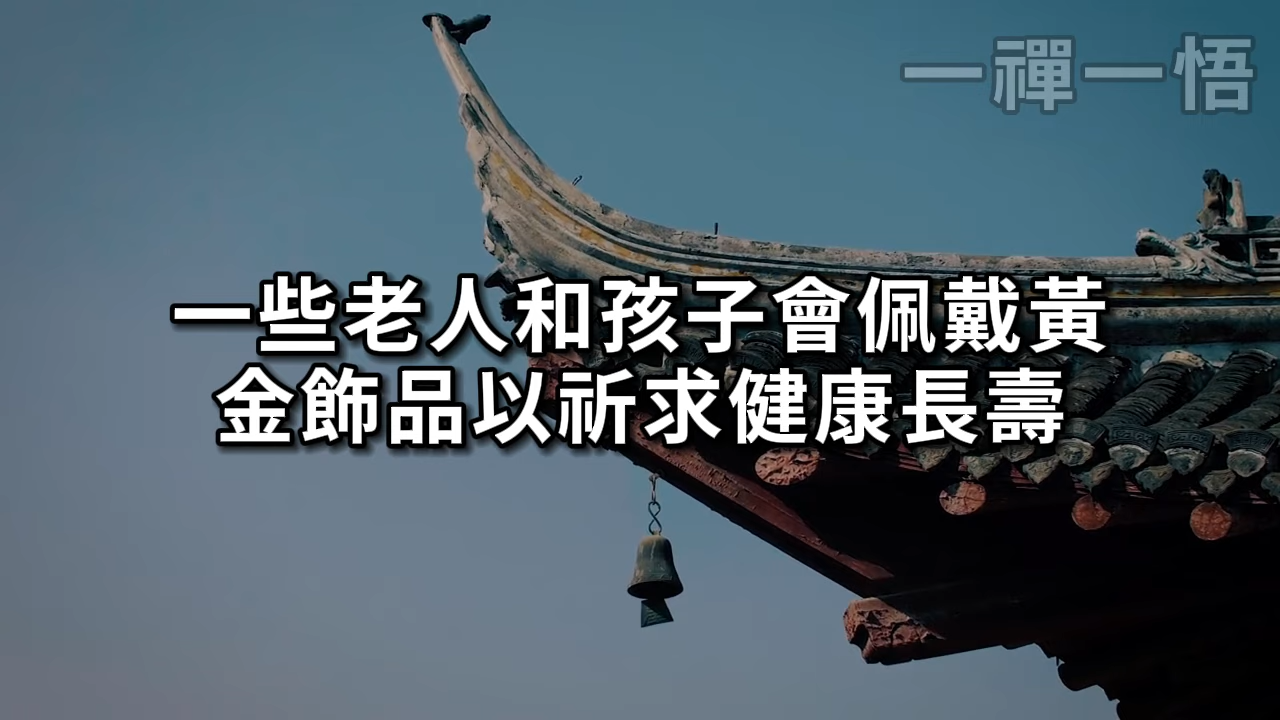 一禪一悟
一些老人和孩子會佩戴黃
金飾品以祈求健康長壽